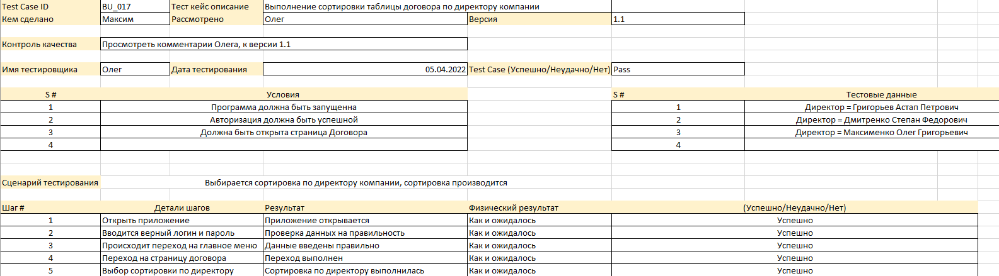 Test Case ID BU_017 Тест кейс описание Выполнение сортировки таблицы договора по директору компании
Кем сделано Максим Рассмотрено Олег Версия 1.1
Контроль качества Просмотреть комментарии Олега, к версии 1.1
Имя тестировщика Олег Дата тестирования 05.04.2022 Test Case (Успешно/Неудачно/Нет) Pass
S # Условия S # Тестовые данные
1 Программа должна быть запущенна 1 Директор = Григорьев Астап Петрович
2 Авторизация должна быть успешной 2 Директор = Дмитренко Степан Федорович
3 Должна быть открыта страница Договора 3 Директор = Максименко Олег Григорьевич
4 4
Сценарий тестирования Выбирается сортировка по директору компании, сортировка производится
Шаг # Детали шагов Результат Физический результат (Успешно/Неудачно/Нет)
1 Открыть приложение Приложение открывается Как и ожидалось Успешно
2 Вводится верный логин и пароль Проверка данных на правильность Как и ожидалось Успешно
3 Происходит переход на главное меню Данные введены правильно Как и ожидалось Успешно
4 Переход на страницу договора Переход выполнен Как и ожидалось Успешно
5 Выбор сортировки по директору Сортировка по директору выполнилась Как и ожидалось Успешно